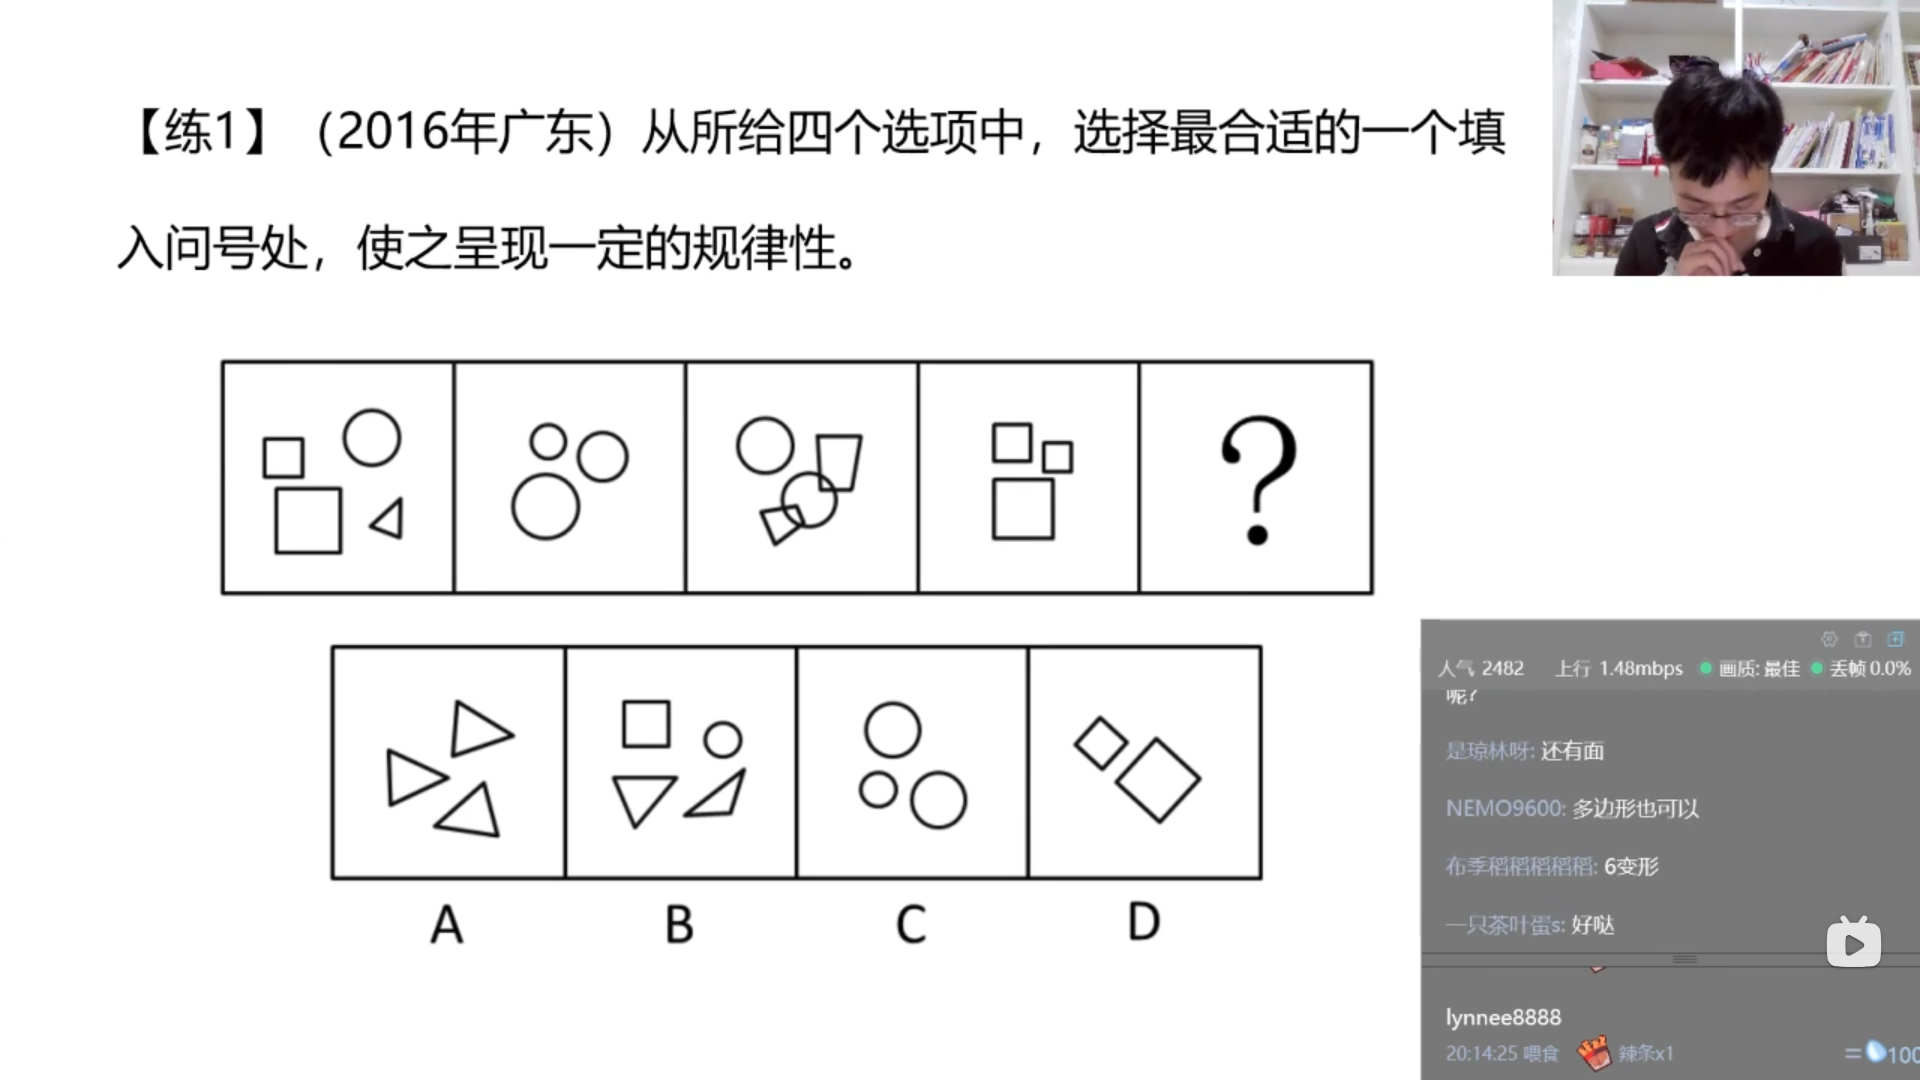 【练1】（2016年广东）从所给四个选项中，选择最合适的一个填
入问号处，使之呈现一定的规律性。
?
A B C D
人气 2482 上行 1.48mbps 画质: 最佳 丢帧 0.0%
呢?
是琼林呀: 还有面
NEMO9600: 多边形也可以
布季稻稻稻稻稻: 6变形
一只茶叶蛋s: 好哒
lynnee8888
20:14:25 喂食 辣条x1 =100